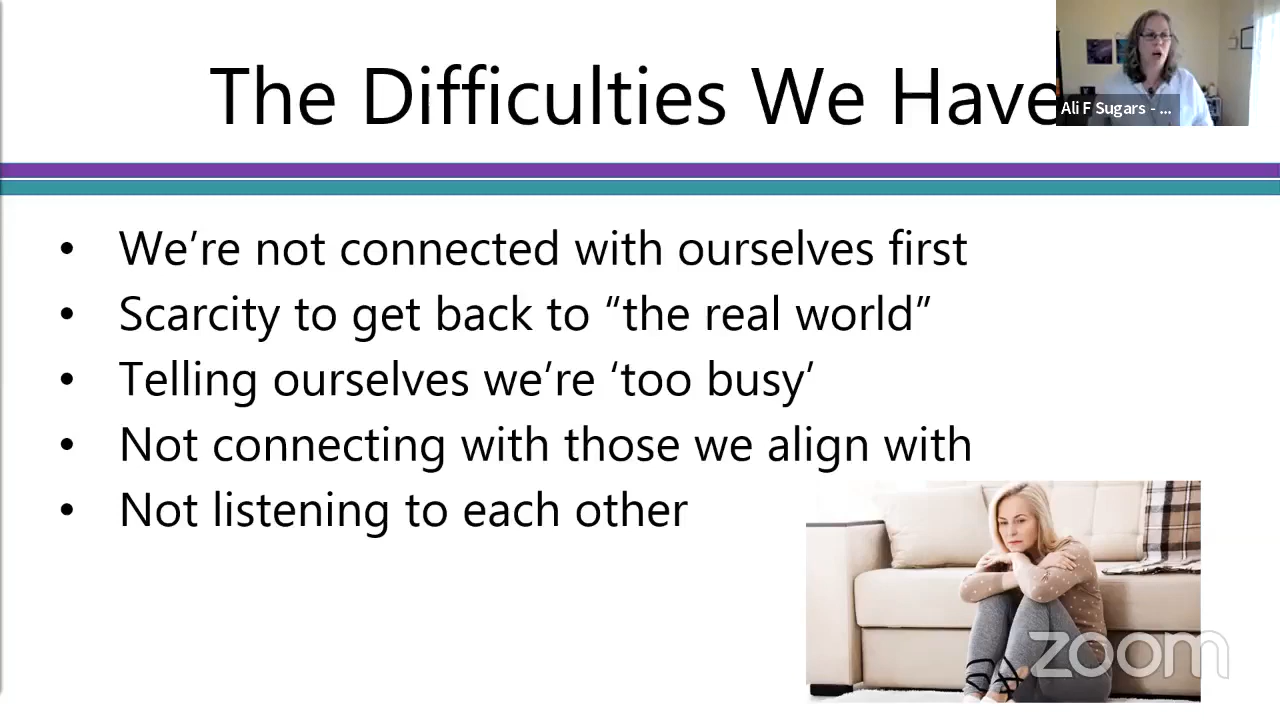 The Difficulties We Have
Ali F Sugars - ...
• We’re not connected with ourselves first
• Scarcity to get back to “the real world”
• Telling ourselves we’re ‘too busy’
• Not connecting with those we align with
• Not listening to each other
zoom